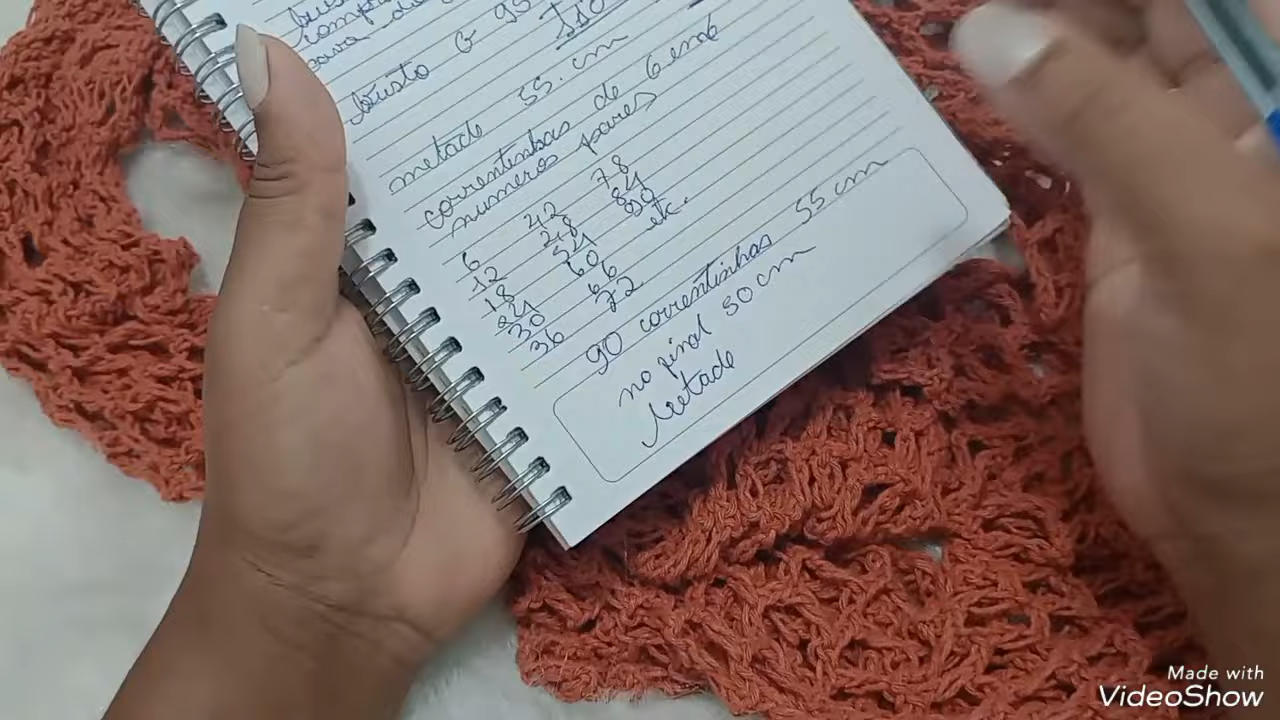 busto G 95
110
metade 55.cm
correntinhas de 6 em 6
numeros pares
6 42 78
12 48 84
18 54 90
24 60 etc.
30 66
36 72
90 correntinhas 55 cm
no final 50 cm
Metade
Made with
VideoShow